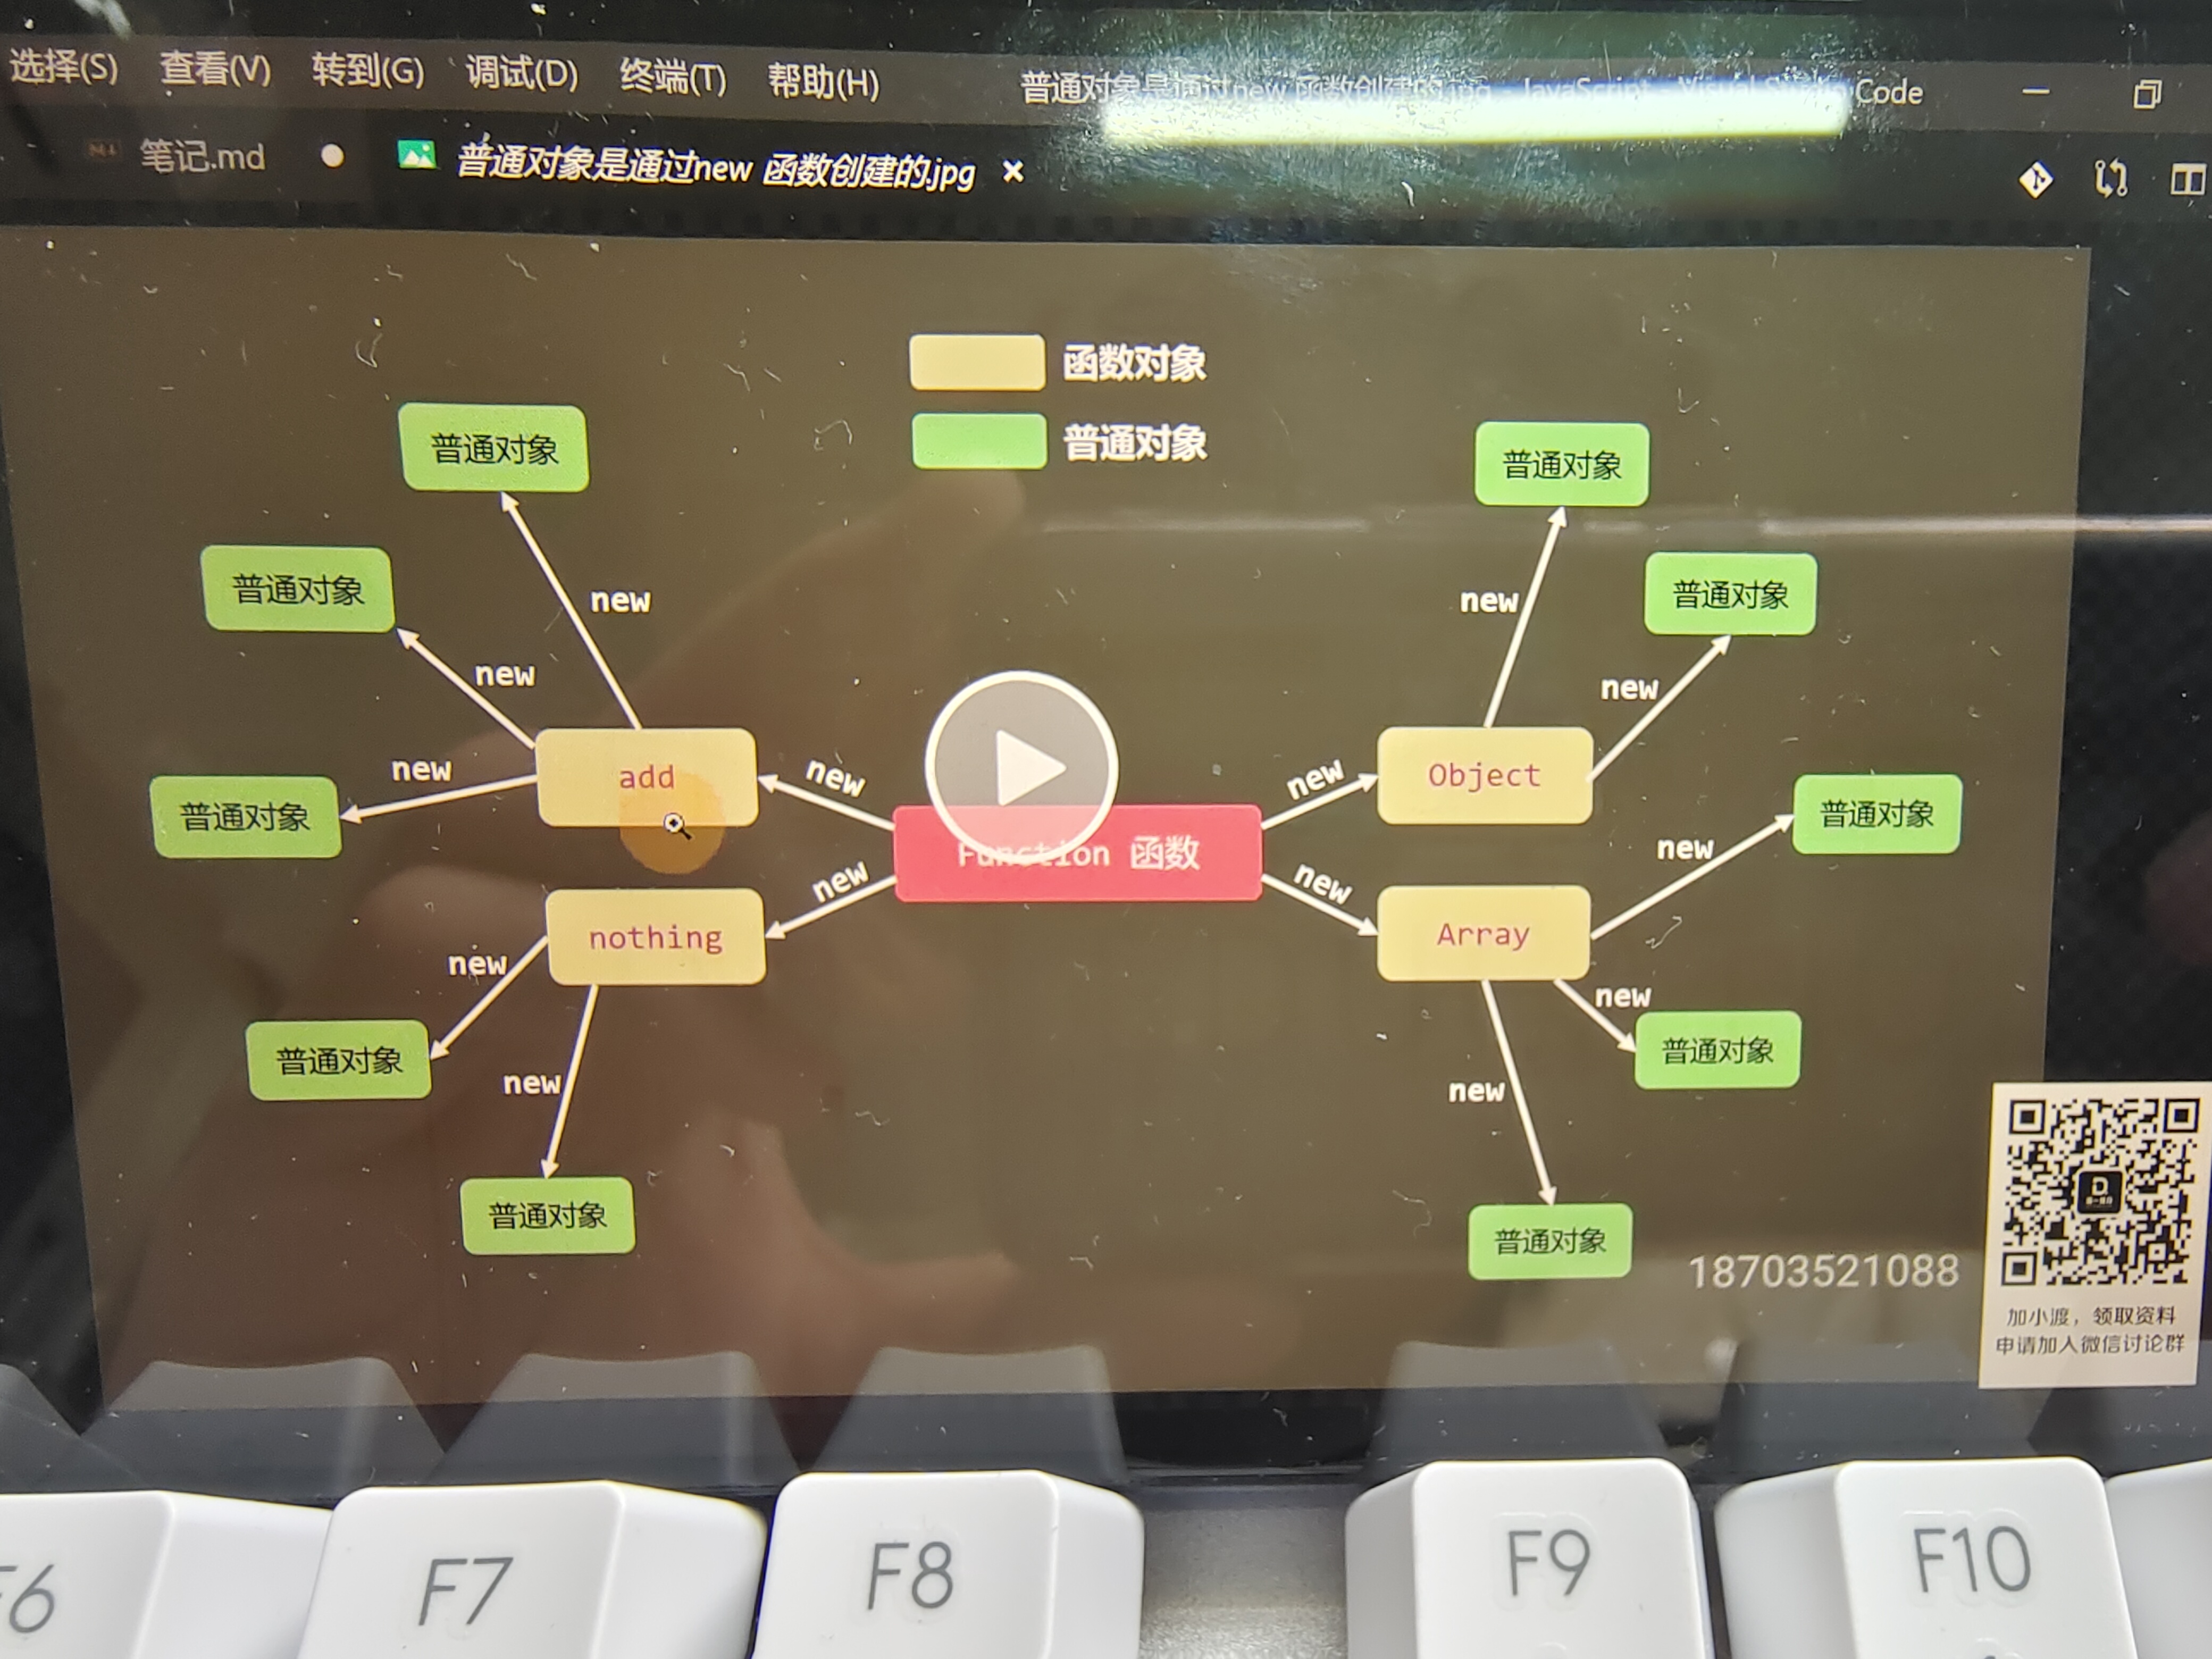 选择(S) 查看(V) 转到(G) 调试(D) 终端(T) 帮助(H) 普通对象是通过new 函数创建的.jpg - JavaScript - Visual Studio Code
笔记.md 普通对象是通过new 函数创建的.jpg
函数对象
普通对象
普通对象
普通对象
普通对象
普通对象
new
new
new
new
new
add
new
new
Object
普通对象
普通对象
new
Function 函数
new
new
nothing
new
Array
new
new
普通对象
普通对象
new
new
普通对象
普通对象
18703521088
D
加小渡，领取资料
申请加入微信讨论群
F6
F7
F8
F9
F10